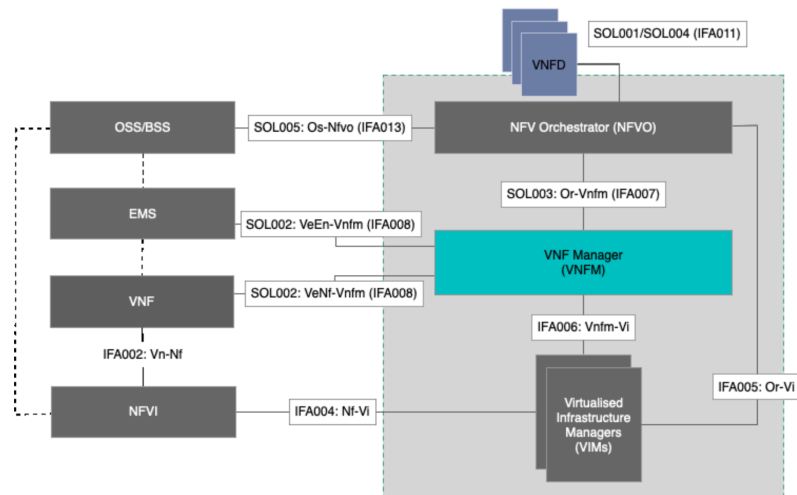 SOL001/SOL004 (IFA011)
VNFD
OSS/BSS
SOL005: Os-Nfvo (IFA013)
NFV Orchestrator (NFVO)
SOL003: Or-Vnfm (IFA007)
EMS
SOL002: VeEn-Vnfm (IFA008)
VNF Manager
(VNFM)
VNF
SOL002: VeNf-Vnfm (IFA008)
IFA006: Vnfm-Vi
IFA002: Vn-Nf
IFA005: Or-Vi
NFVI
IFA004: Nf-Vi
Virtualised
Infrastructure
Managers
(VIMs)